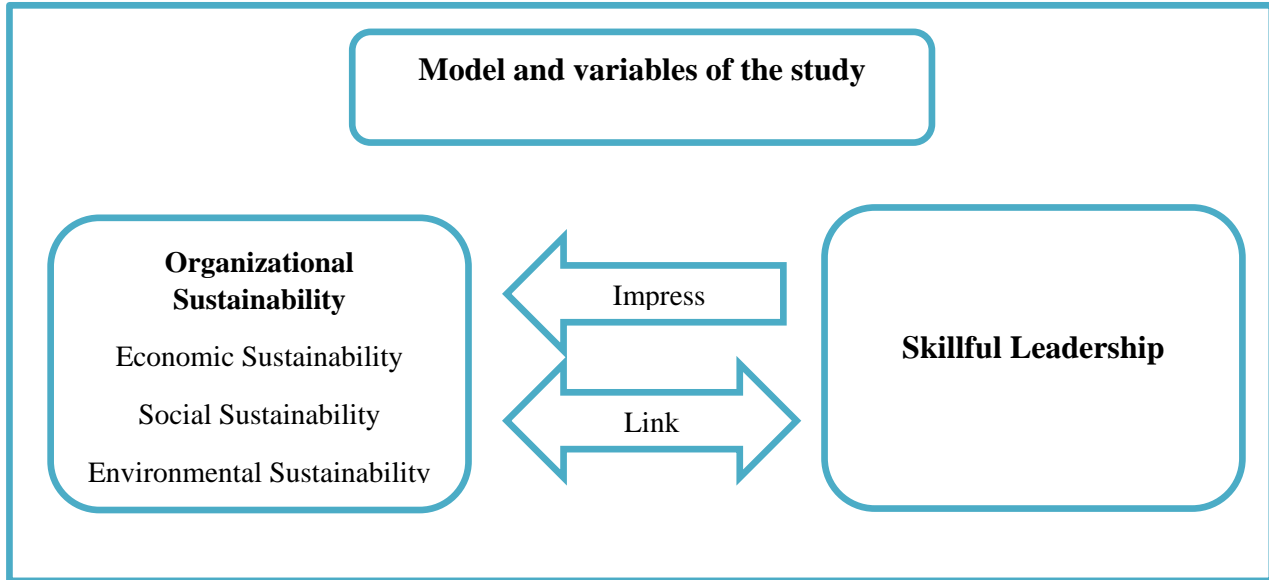 Model and variables of the study
Organizational
Sustainability
Economic Sustainability
Social Sustainability
Environmental Sustainability
Impress
Link
Skillful Leadership